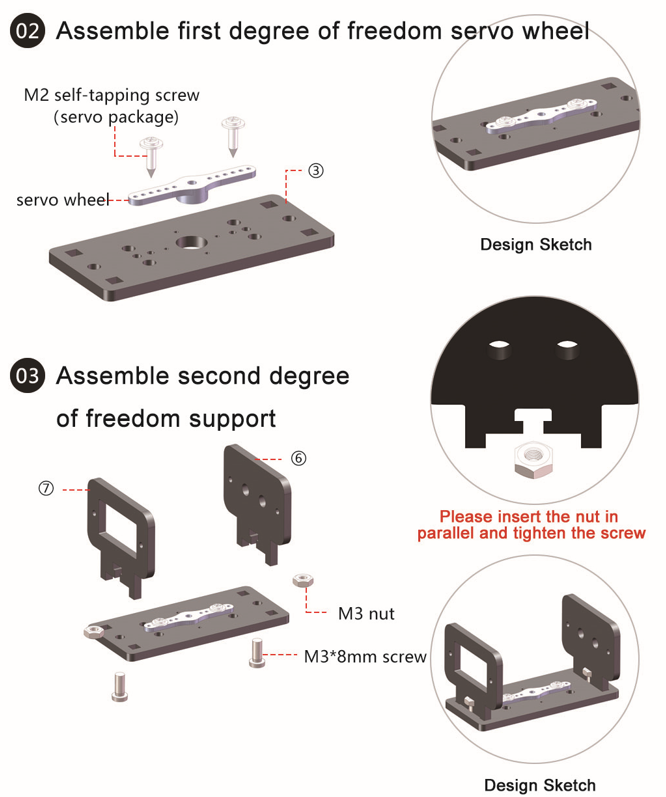 02 Assemble first degree of freedom servo wheel
M2 self-tapping screw
(servo package)
③
servo wheel
Design Sketch
03 Assemble second degree
of freedom support
⑥
⑦
Please insert the nut in
parallel and tighten the screw
M3 nut
M3*8mm screw
Design Sketch